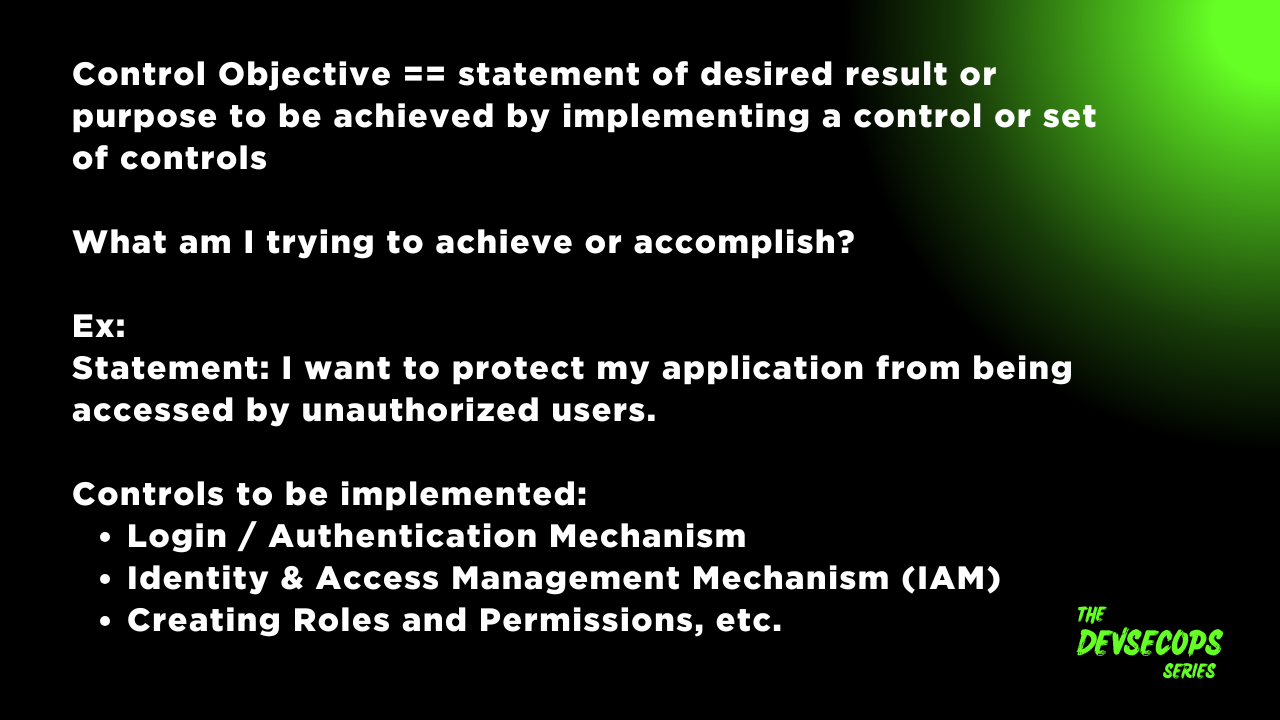 Control Objective == statement of desired result or
purpose to be achieved by implementing a control or set
of controls
What am I trying to achieve or accomplish?
Ex:
Statement: I want to protect my application from being
accessed by unauthorized users.
Controls to be implemented:
• Login / Authentication Mechanism
• Identity & Access Management Mechanism (IAM)
• Creating Roles and Permissions, etc.
THE
DEVSECOPS
SERIES